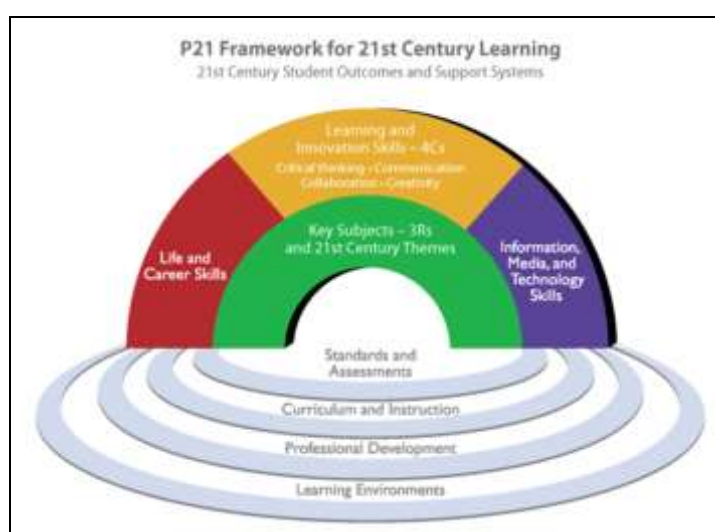 P21 Framework for 21st Century Learning
21st Century Student Outcomes and Support Systems
Learning and
Innovation Skills – 4Cs
Critical thinking • Communication
Collaboration • Creativity
Key Subjects – 3Rs
and 21st Century Themes
Life and
Career Skills
Information,
Media, and
Technology
Skills
Standards and
Assessments
Curriculum and Instruction
Professional Development
Learning Environments